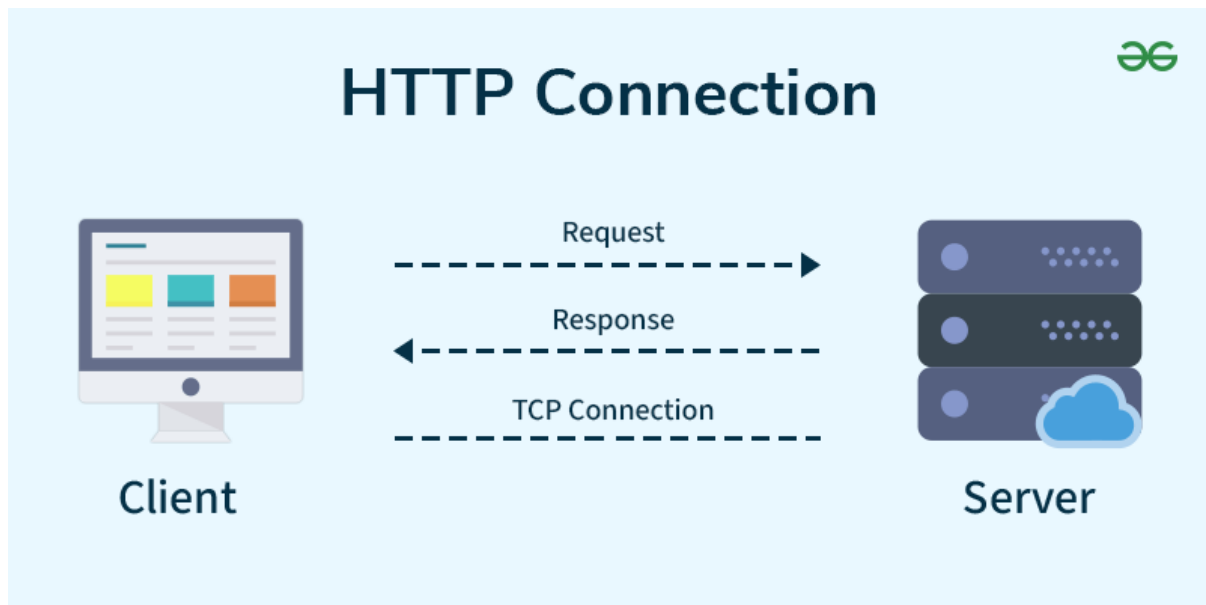 HTTP Connection
Request
Response
TCP Connection
Client
Server